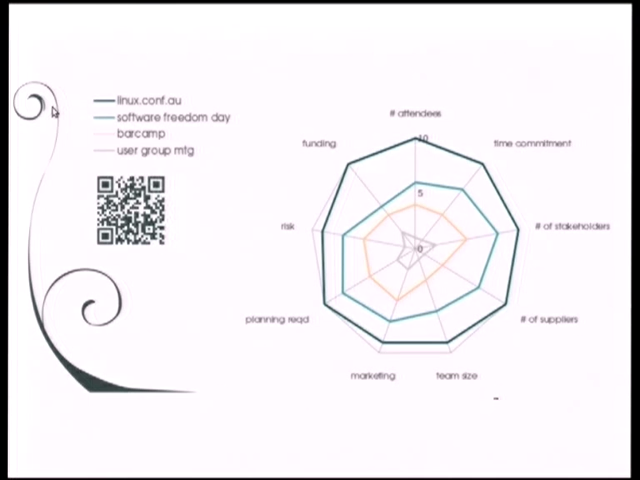 linux.conf.au
software freedom day
barcamp
user group mtg
# attendees
funding
10
time commitment
5
risk
# of stakeholders
0
planning reqd
# of suppliers
marketing
team size